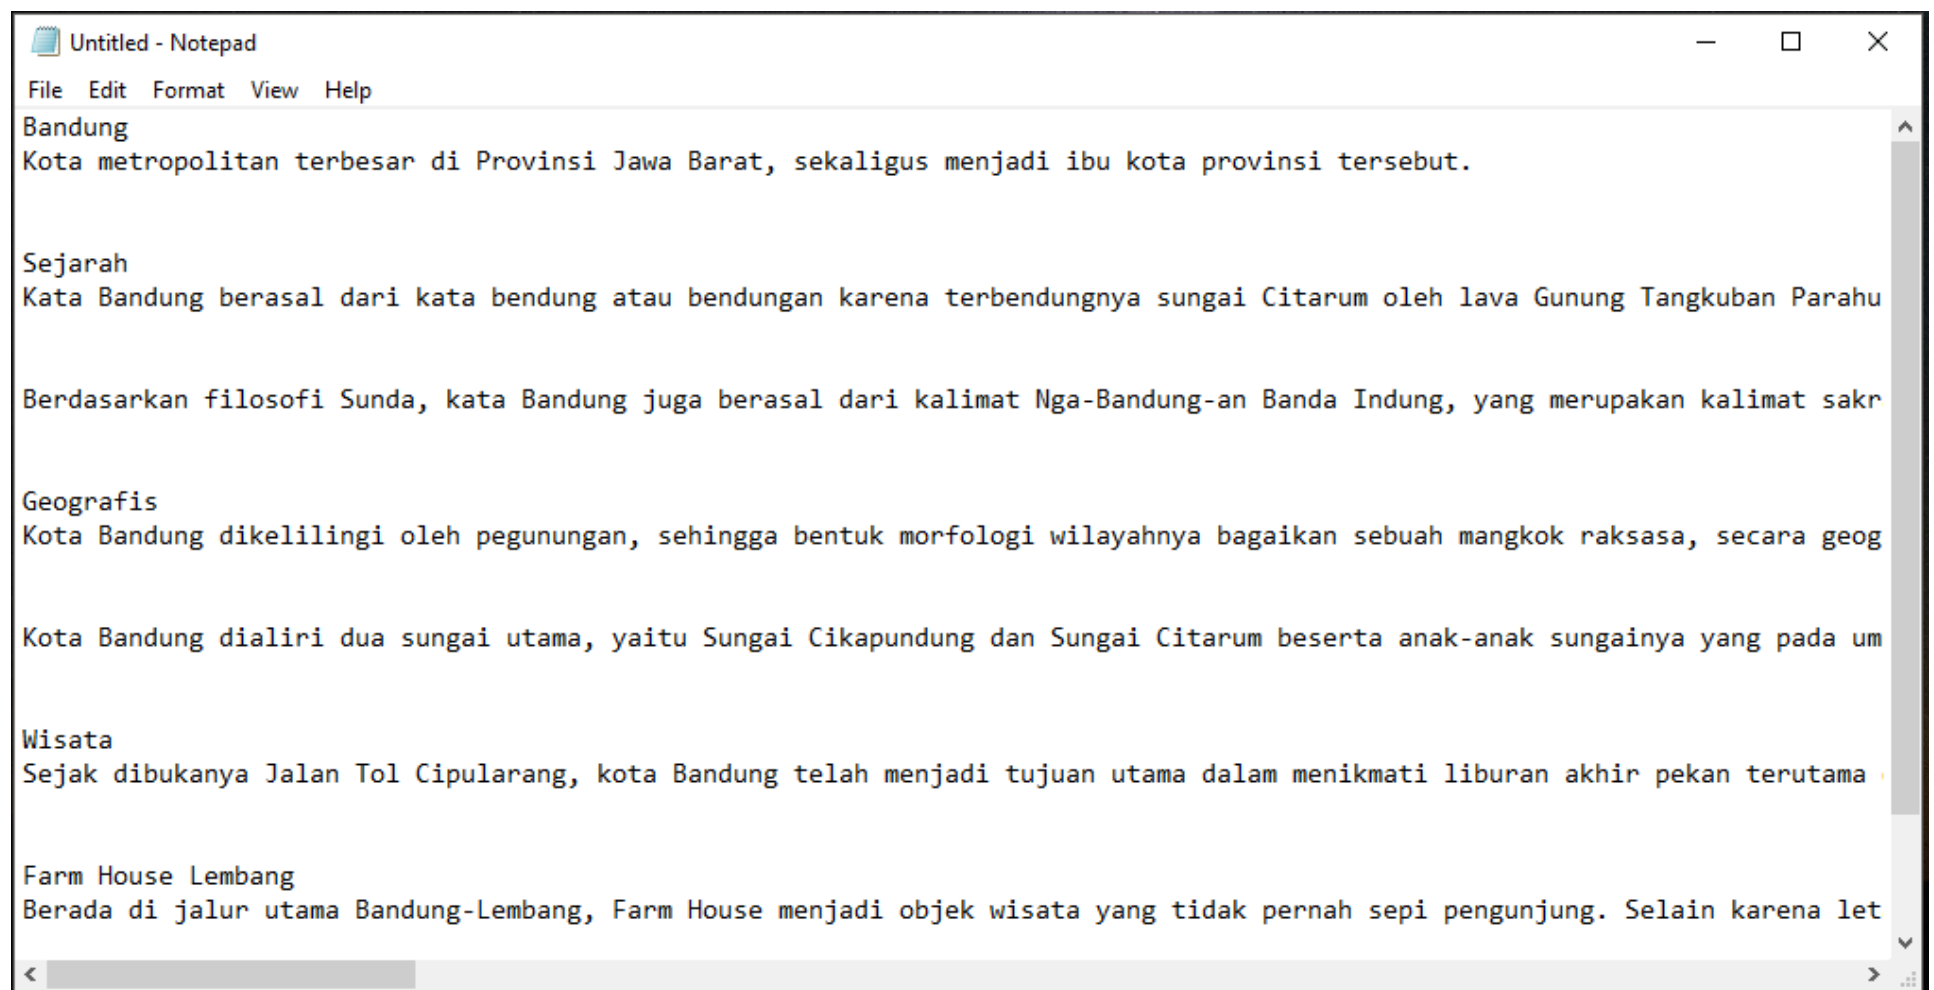 Untitled - Notepad
File Edit Format View Help
Bandung
Kota metropolitan terbesar di Provinsi Jawa Barat, sekaligus menjadi ibu kota provinsi tersebut.
Sejarah
Kata Bandung berasal dari kata bendung atau bendungan karena terbendungnya sungai Citarum oleh lava Gunung Tangkuban Parahu
Berdasarkan filosofi Sunda, kata Bandung juga berasal dari kalimat Nga-Bandung-an Banda Indung, yang merupakan kalimat sakr
Geografis
Kota Bandung dikelilingi oleh pegunungan, sehingga bentuk morfologi wilayahnya bagaikan sebuah mangkok raksasa, secara geog
Kota Bandung dialiri dua sungai utama, yaitu Sungai Cikapundung dan Sungai Citarum beserta anak-anak sungainya yang pada um
Wisata
Sejak dibukanya Jalan Tol Cipularang, kota Bandung telah menjadi tujuan utama dalam menikmati liburan akhir pekan terutama
Farm House Lembang
Berada di jalur utama Bandung-Lembang, Farm House menjadi objek wisata yang tidak pernah sepi pengunjung. Selain karena let